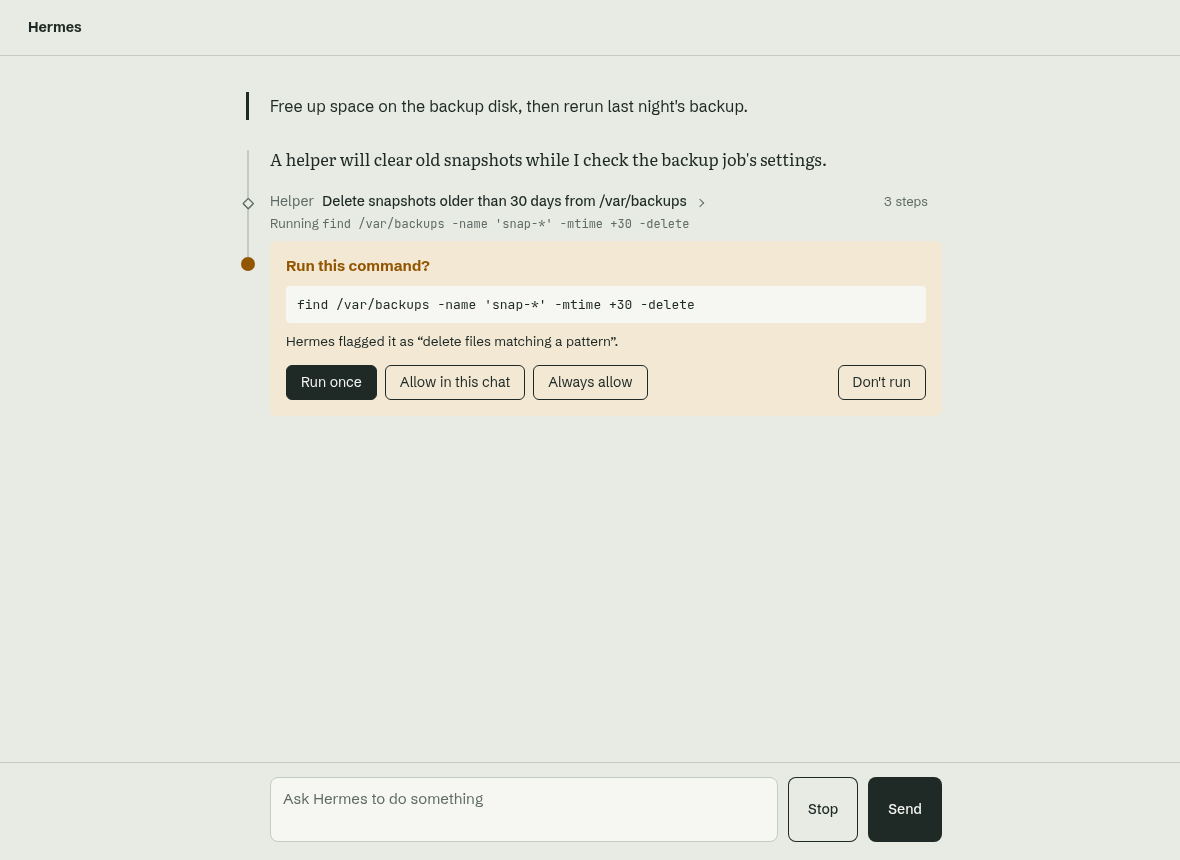 Hermes
Free up space on the backup disk, then rerun last night's backup.
A helper will clear old snapshots while I check the backup job's settings.
Helper Delete snapshots older than 30 days from /var/backups 3 steps
Running find /var/backups -name 'snap-*' -mtime +30 -delete
Run this command?
find /var/backups -name 'snap-*' -mtime +30 -delete
Hermes flagged it as “delete files matching a pattern”.
Run once Allow in this chat Always allow Don't run
Ask Hermes to do something
Stop Send